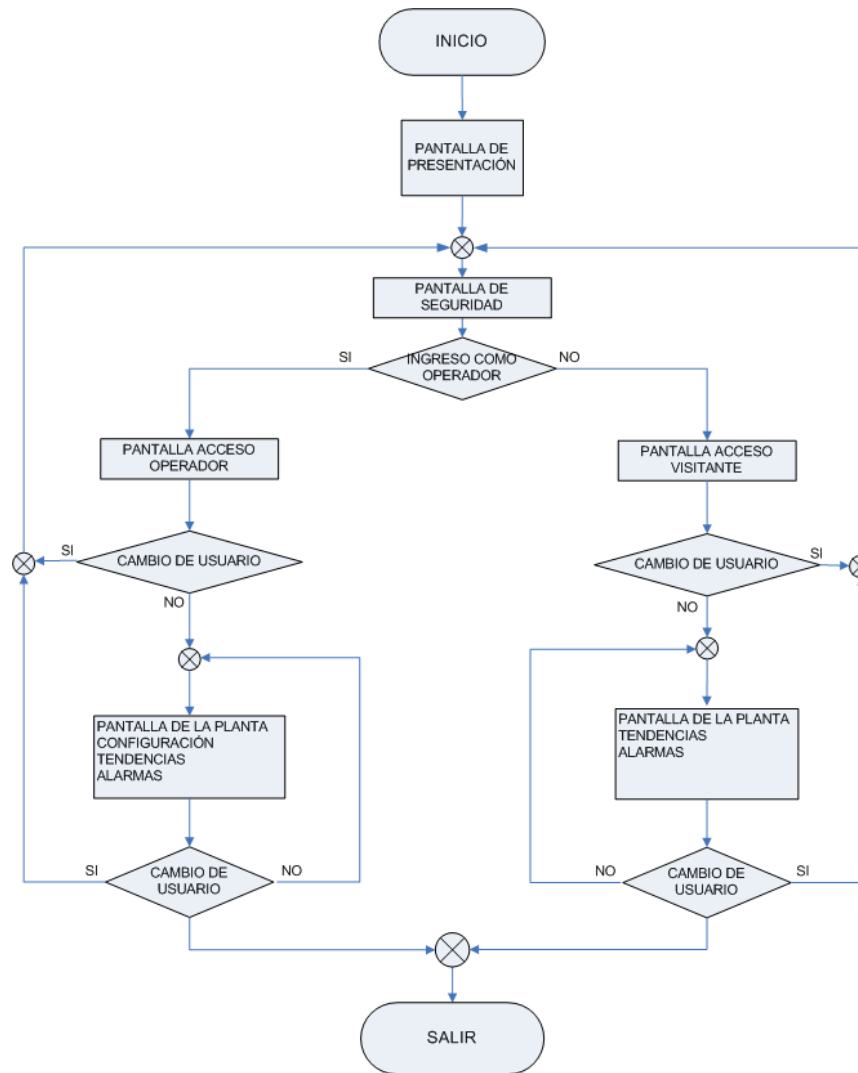 INICIO
PANTALLA DE
PRESENTACIÓN
PANTALLA DE
SEGURIDAD
SI
INGRESO COMO
OPERADOR
NO
PANTALLA ACCESO
OPERADOR
PANTALLA ACCESO
VISITANTE
SI
CAMBIO DE USUARIO
NO
CAMBIO DE USUARIO
SI
NO
PANTALLA DE LA PLANTA
CONFIGURACIÓN
TENDENCIAS
ALARMAS
PANTALLA DE LA PLANTA
TENDENCIAS
ALARMAS
SI
CAMBIO DE
USUARIO
NO
NO
CAMBIO DE
USUARIO
SI
SALIR